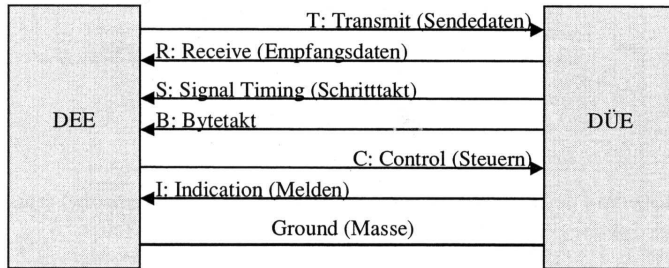 T: Transmit (Sendedaten)
R: Receive (Empfangsdaten)
S: Signal Timing (Schritttakt)
DEE
DÜE
B: Bytetakt
C: Control (Steuern)
I: Indication (Melden)
Ground (Masse)